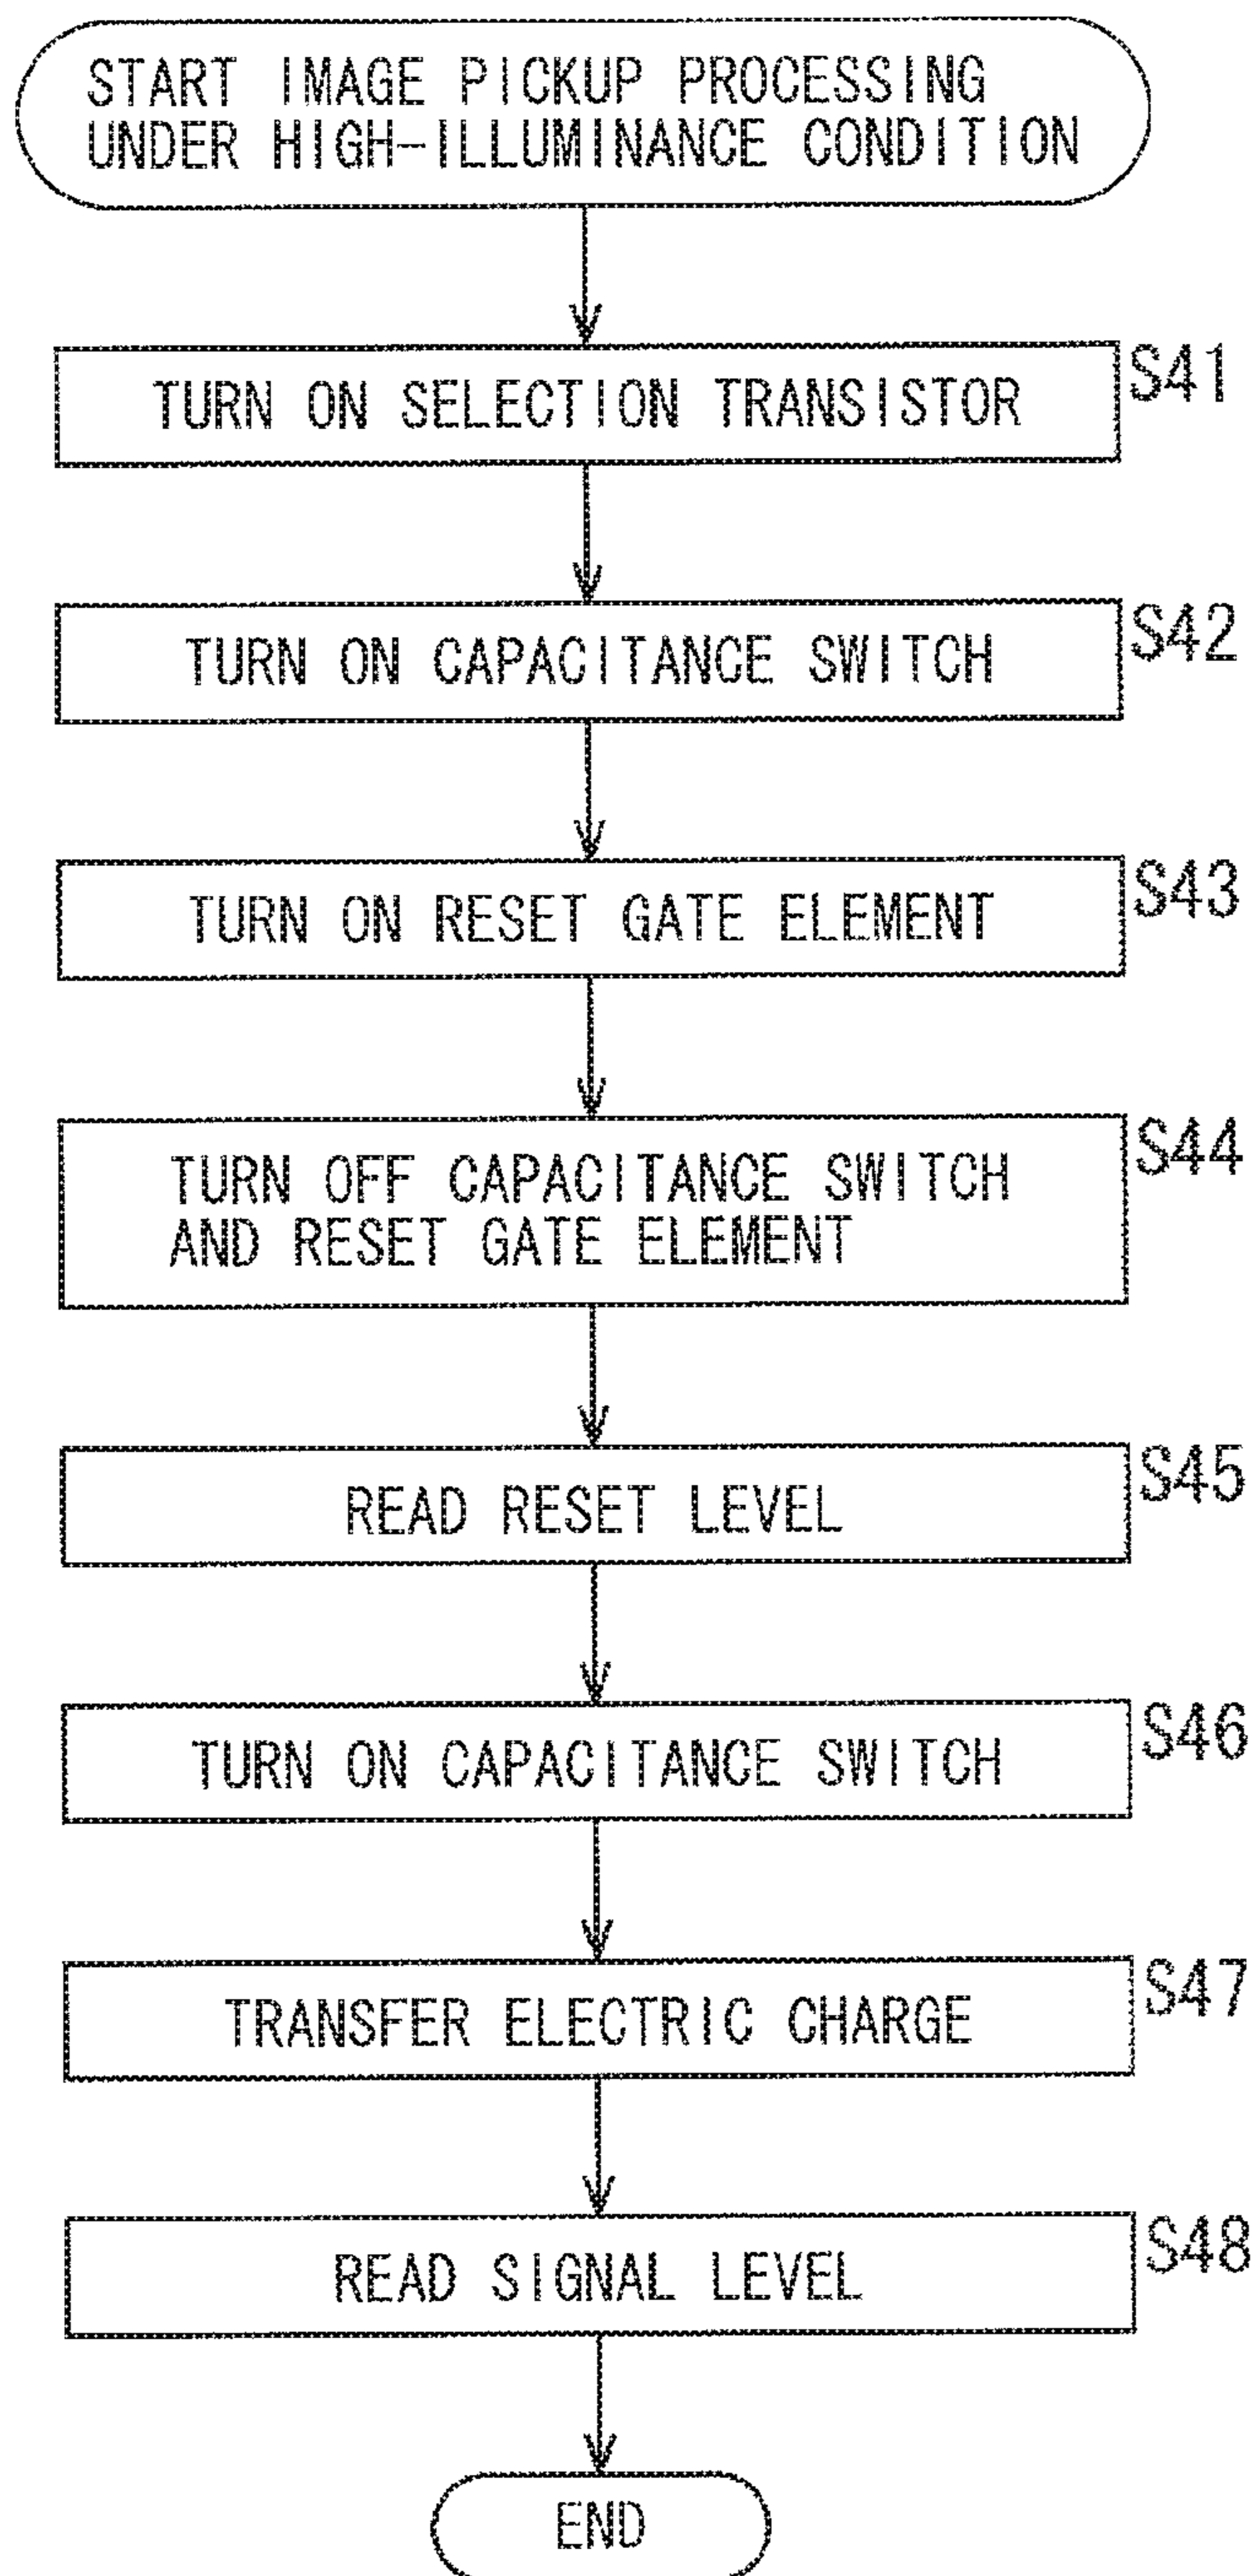 START IMAGE PICKUP PROCESSING
UNDER HIGH-ILLUMINANCE CONDITION
TURN ON SELECTION TRANSISTOR
S41
TURN ON CAPACITANCE SWITCH
S42
TURN ON RESET GATE ELEMENT
S43
TURN OFF CAPACITANCE SWITCH
AND RESET GATE ELEMENT
S44
READ RESET LEVEL
S45
TURN ON CAPACITANCE SWITCH
S46
TRANSFER ELECTRIC CHARGE
S47
READ SIGNAL LEVEL
S48
END